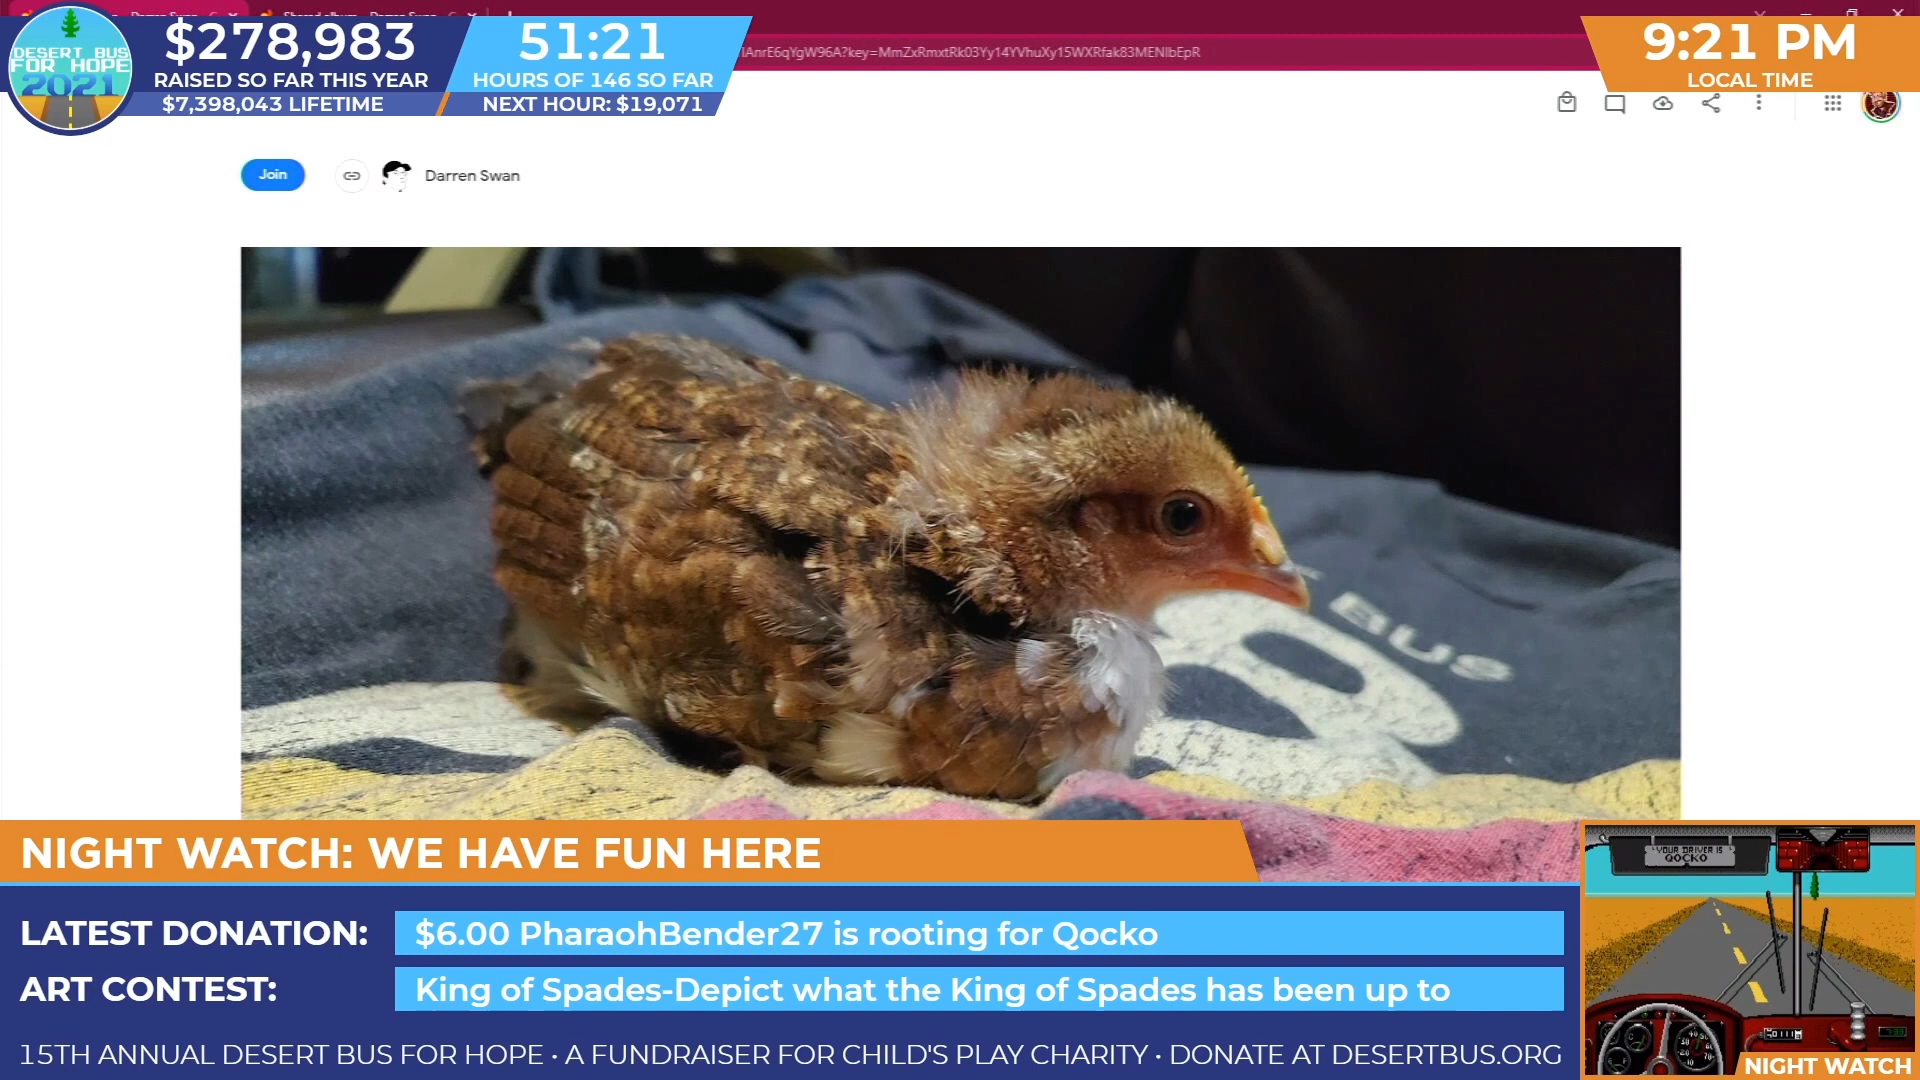 DESERT BUS
FOR HOPE
2021
$278,983
RAISED SO FAR THIS YEAR
$7,398,043 LIFETIME
51:21
HOURS OF 146 SO FAR
NEXT HOUR: $19,071
9:21 PM
LOCAL TIME
Join
Darren Swan
BUS
NIGHT WATCH: WE HAVE FUN HERE
LATEST DONATION:
$6.00 PharaohBender27 is rooting for Qocko
ART CONTEST:
King of Spades-Depict what the King of Spades has been up to
15TH ANNUAL DESERT BUS FOR HOPE • A FUNDRAISER FOR CHILD'S PLAY CHARITY • DONATE AT DESERTBUS.ORG
YOUR DRIVER IS
QOCKO
NIGHT WATCH